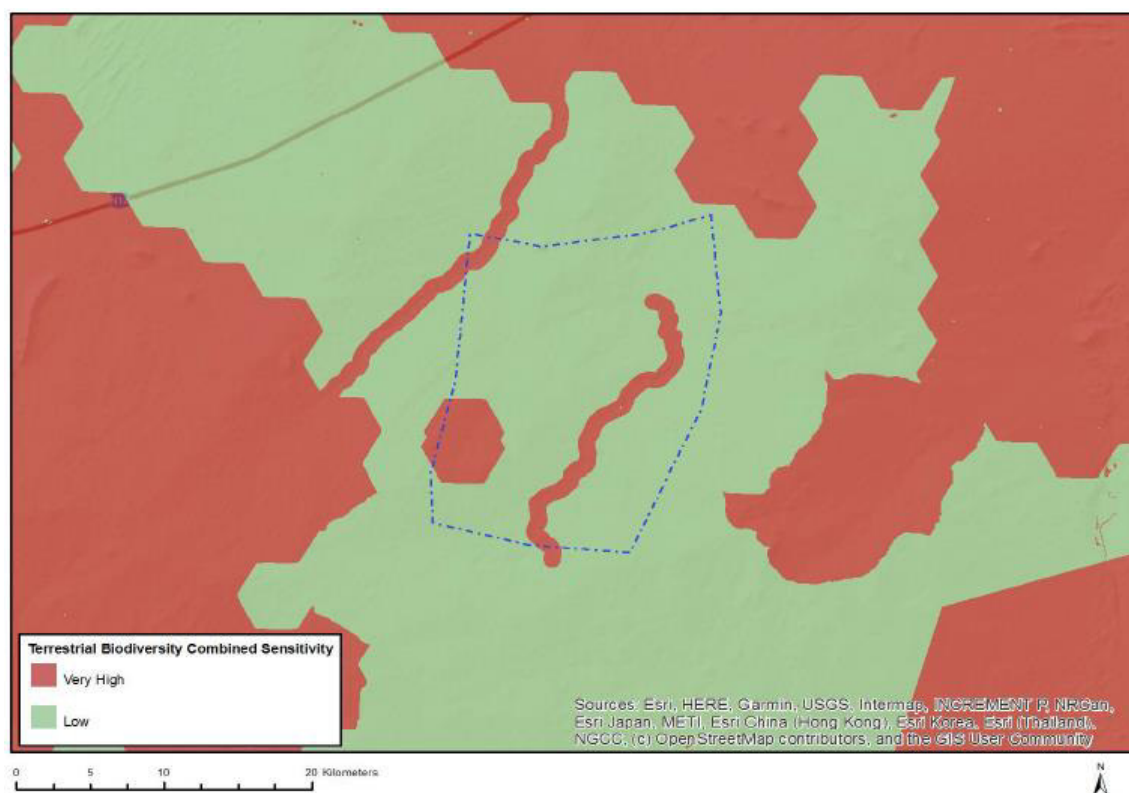 Terrestrial Biodiversity Combined Sensitivity
Very High
Low
Sources: Esri, HERE, Garmin, USGS, Intermap, INCREMENT P, NRCan,
Esri Japan, METI, Esri China (Hong Kong), Esri Korea, Esri (Thailand),
NGCC, (c) OpenStreetMap contributors, and the GIS User Community
0 5 10 20 Kilometers
N